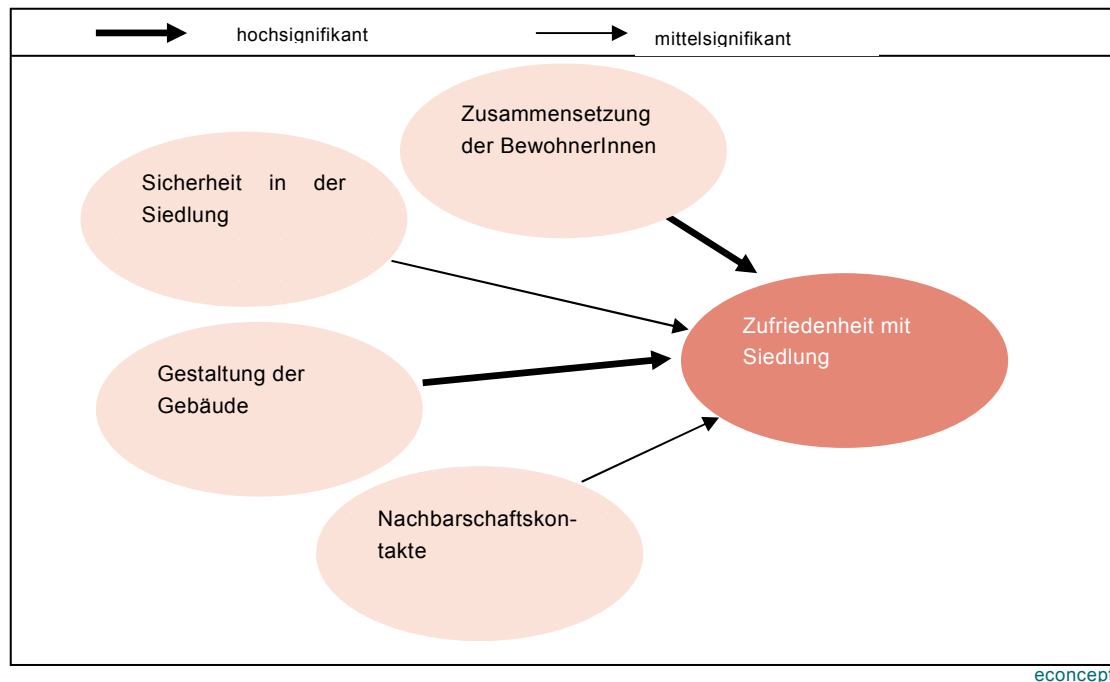 hochsignifikant
mittelsignifikant
Zusammensetzung
der BewohnerInnen
Sicherheit in der
Siedlung
Zufriedenheit mit
Siedlung
Gestaltung der
Gebäude
Nachbarschaftskon-
takte
econcept